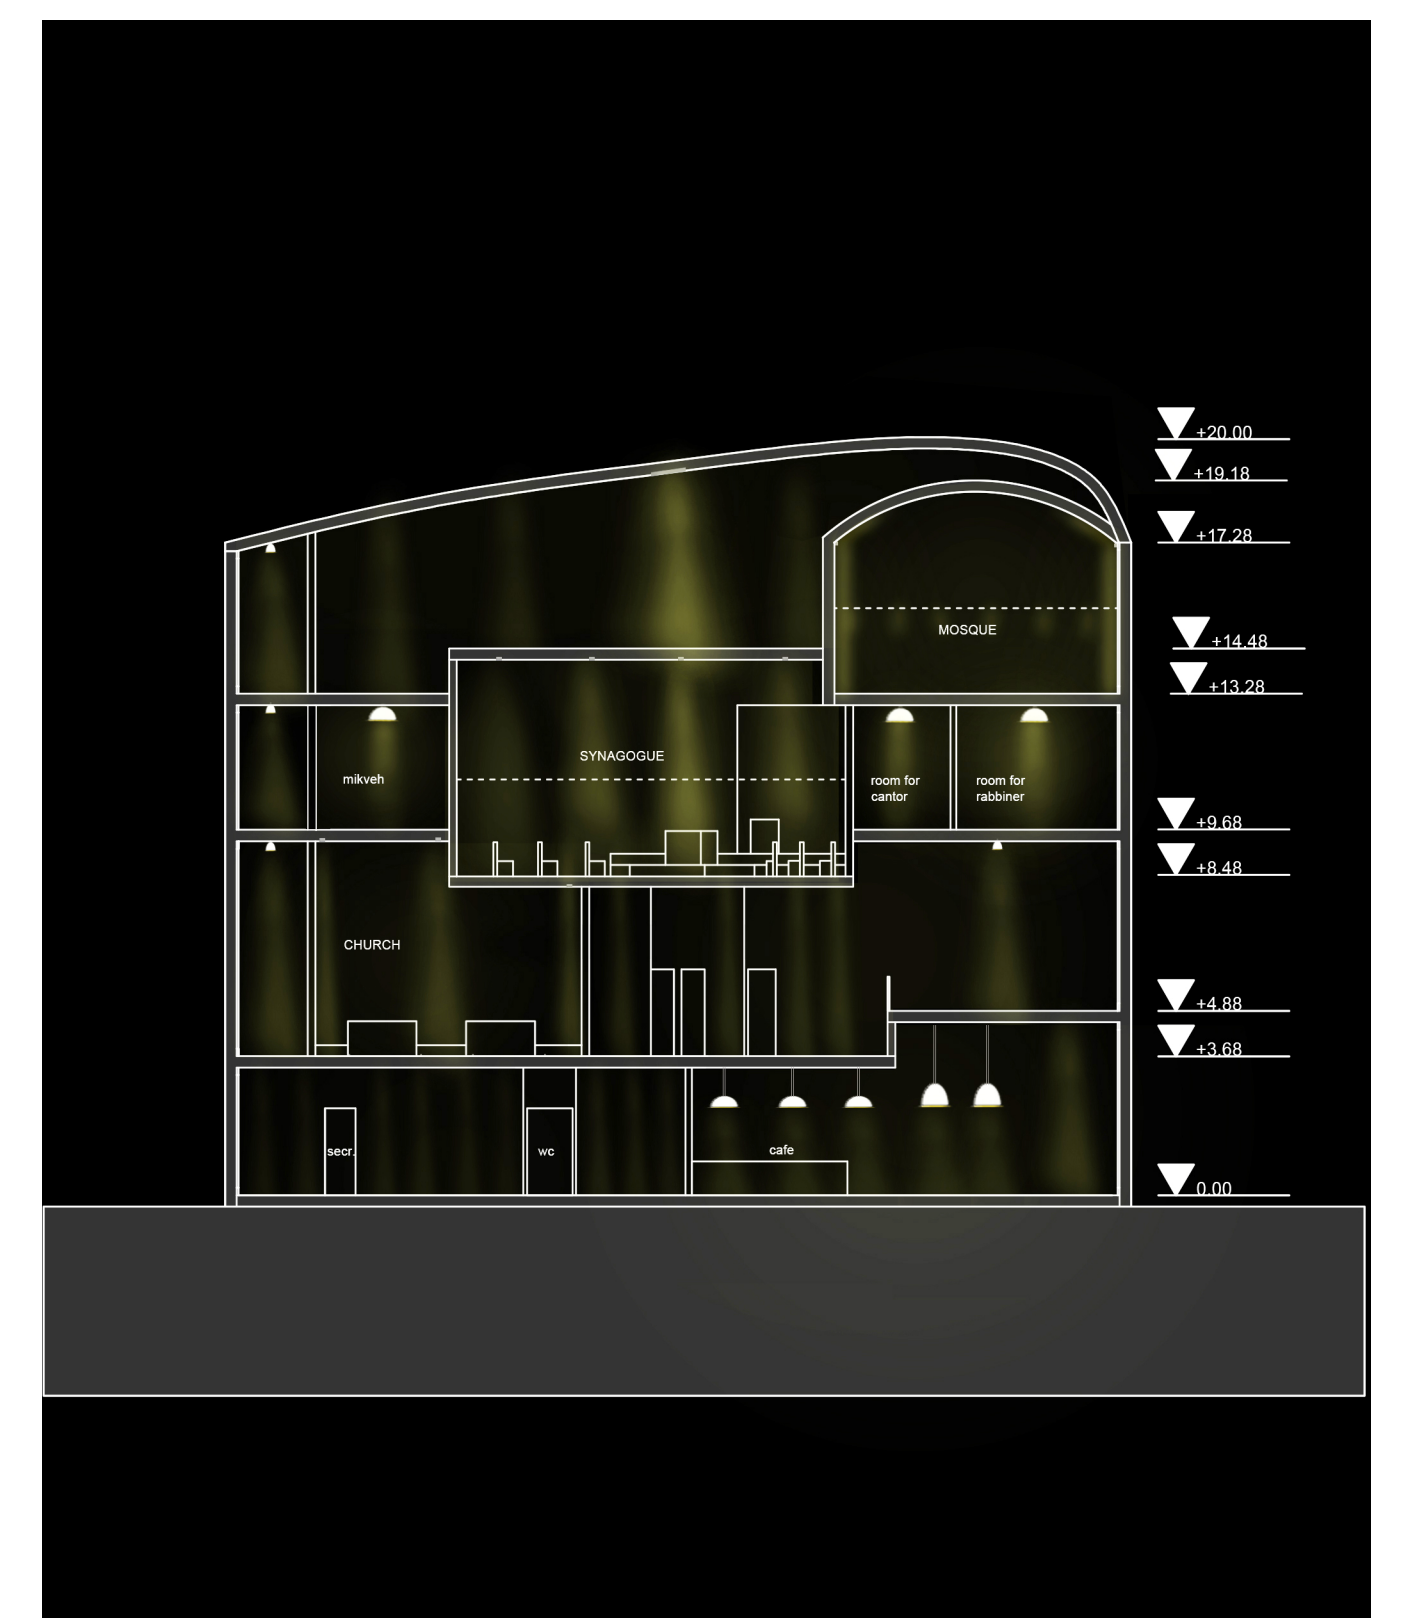 +20.00
+19.18
+17.28
MOSQUE
+14.48
+13.28
SYNAGOGUE
mikveh
room for
cantor
room for
rabbiner
+9.68
+8.48
CHURCH
+4.88
+3.68
secr.
wc
cafe
0.00